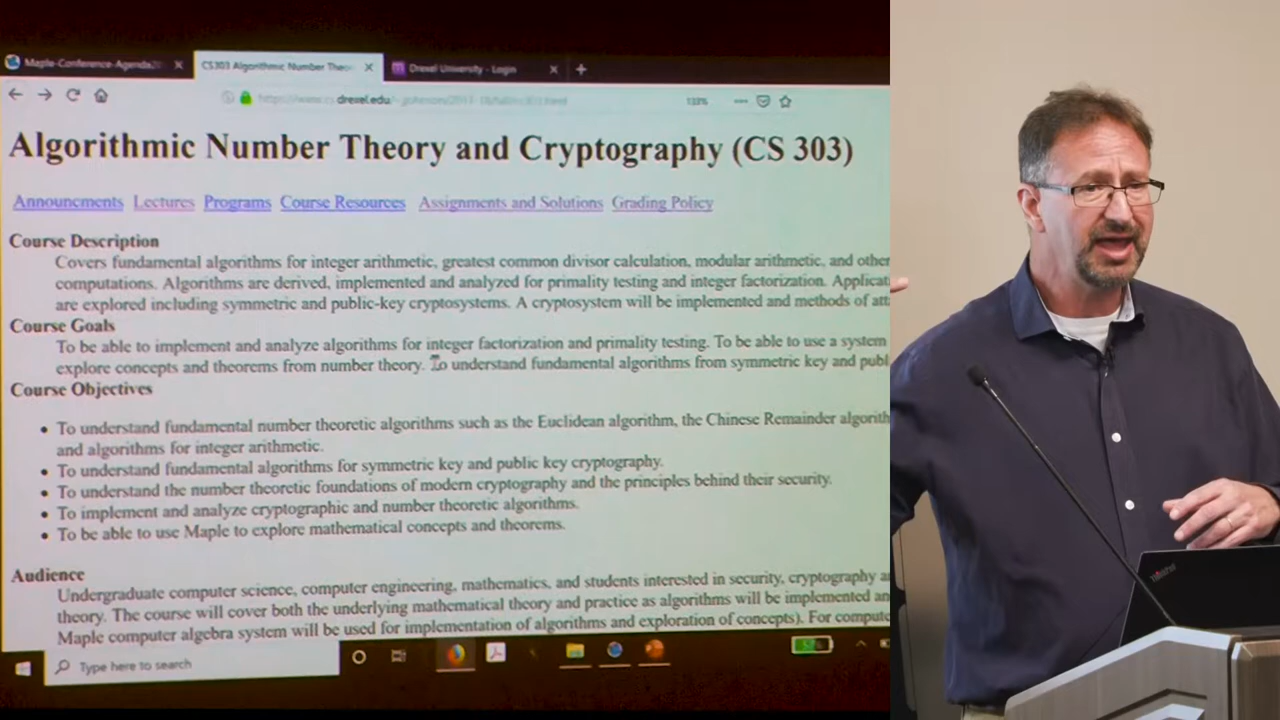 Maple-Conference-Agenda2
CS303 Algorithmic Number Theo
Drexel University - Login
drexel.edu
133%
Algorithmic Number Theory and Cryptography (CS 303)
Announcments Lectures Programs Course Resources Assignments and Solutions Grading Policy
Course Description
Covers fundamental algorithms for integer arithmetic, greatest common divisor calculation, modular arithmetic, and other
computations. Algorithms are derived, implemented and analyzed for primality testing and integer factorization. Applicat
are explored including symmetric and public-key cryptosystems. A cryptosystem will be implemented and methods of att
Course Goals
To be able to implement and analyze algorithms for integer factorization and primality testing. To be able to use a system
explore concepts and theorems from number theory. To understand fundamental algorithms from symmetric key and publ
Course Objectives
• To understand fundamental number theoretic algorithms such as the Euclidean algorithm, the Chinese Remainder algorith
and algorithms for integer arithmetic.
• To understand fundamental algorithms for symmetric key and public key cryptography.
• To understand the number theoretic foundations of modern cryptography and the principles behind their security.
• To implement and analyze cryptographic and number theoretic algorithms.
• To be able to use Maple to explore mathematical concepts and theorems.
Audience
Undergraduate computer science, computer engineering, mathematics, and students interested in security, cryptography a
theory. The course will cover both the underlying mathematical theory and practice as algorithms will be implemented an
Maple computer algebra system will be used for implementation of algorithms and exploration of concepts). For compute
Type here to search
ThinkPad